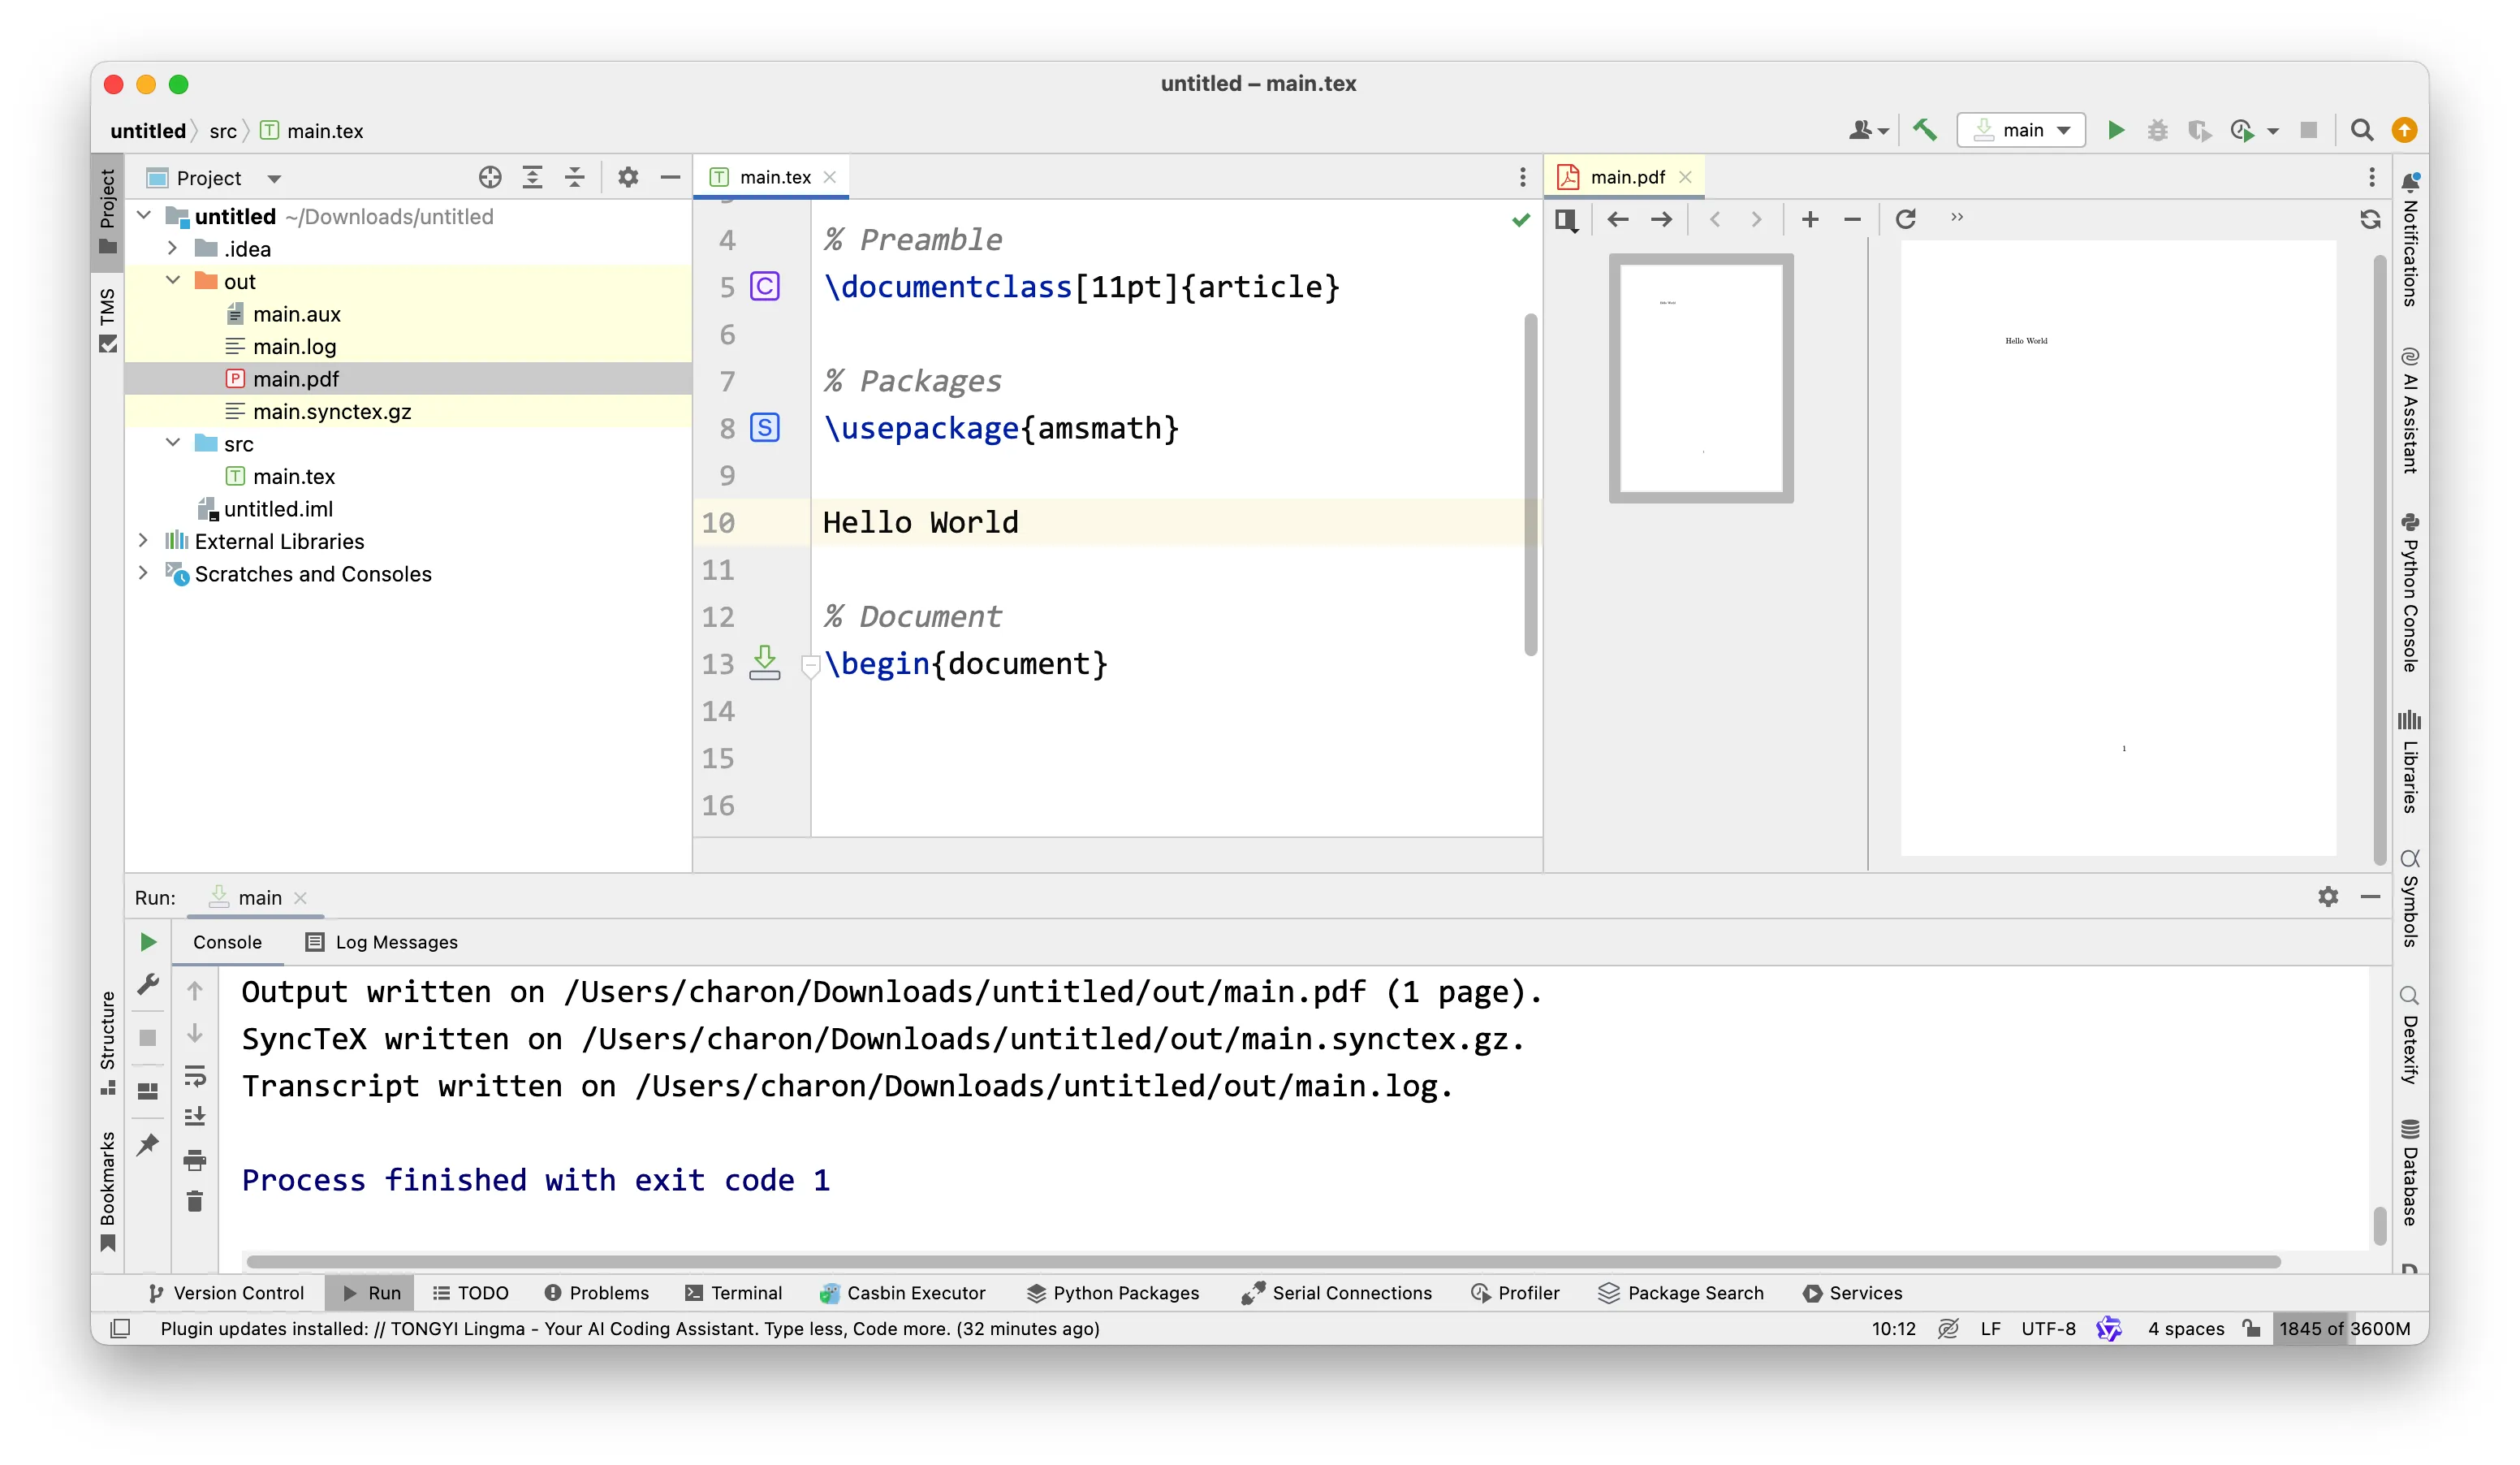 untitled – main.tex
untitled src main.tex
main
Project
Project
untitled ~/Downloads/untitled
.idea
out
main.aux
main.log
main.pdf
main.synctex.gz
src
main.tex
untitled.iml
External Libraries
Scratches and Consoles
TMS
Structure
Bookmarks
main.tex
4 % Preamble
5 \documentclass[11pt]{article}
6
7 % Packages
8 \usepackage{amsmath}
9
10 Hello World
11
12 % Document
13 \begin{document}
14
15
16
main.pdf
Hello World
1
Notifications
AI Assistant
Python Console
Libraries
Symbols
Detexify
Database
Run: main
Console Log Messages
Output written on /Users/charon/Downloads/untitled/out/main.pdf (1 page).
SyncTeX written on /Users/charon/Downloads/untitled/out/main.synctex.gz.
Transcript written on /Users/charon/Downloads/untitled/out/main.log.
Process finished with exit code 1
Version Control Run TODO Problems Terminal Casbin Executor Python Packages Serial Connections Profiler Package Search Services
Plugin updates installed: // TONGYI Lingma - Your AI Coding Assistant. Type less, Code more. (32 minutes ago) 10:12 LF UTF-8 4 spaces 1845 of 3600M